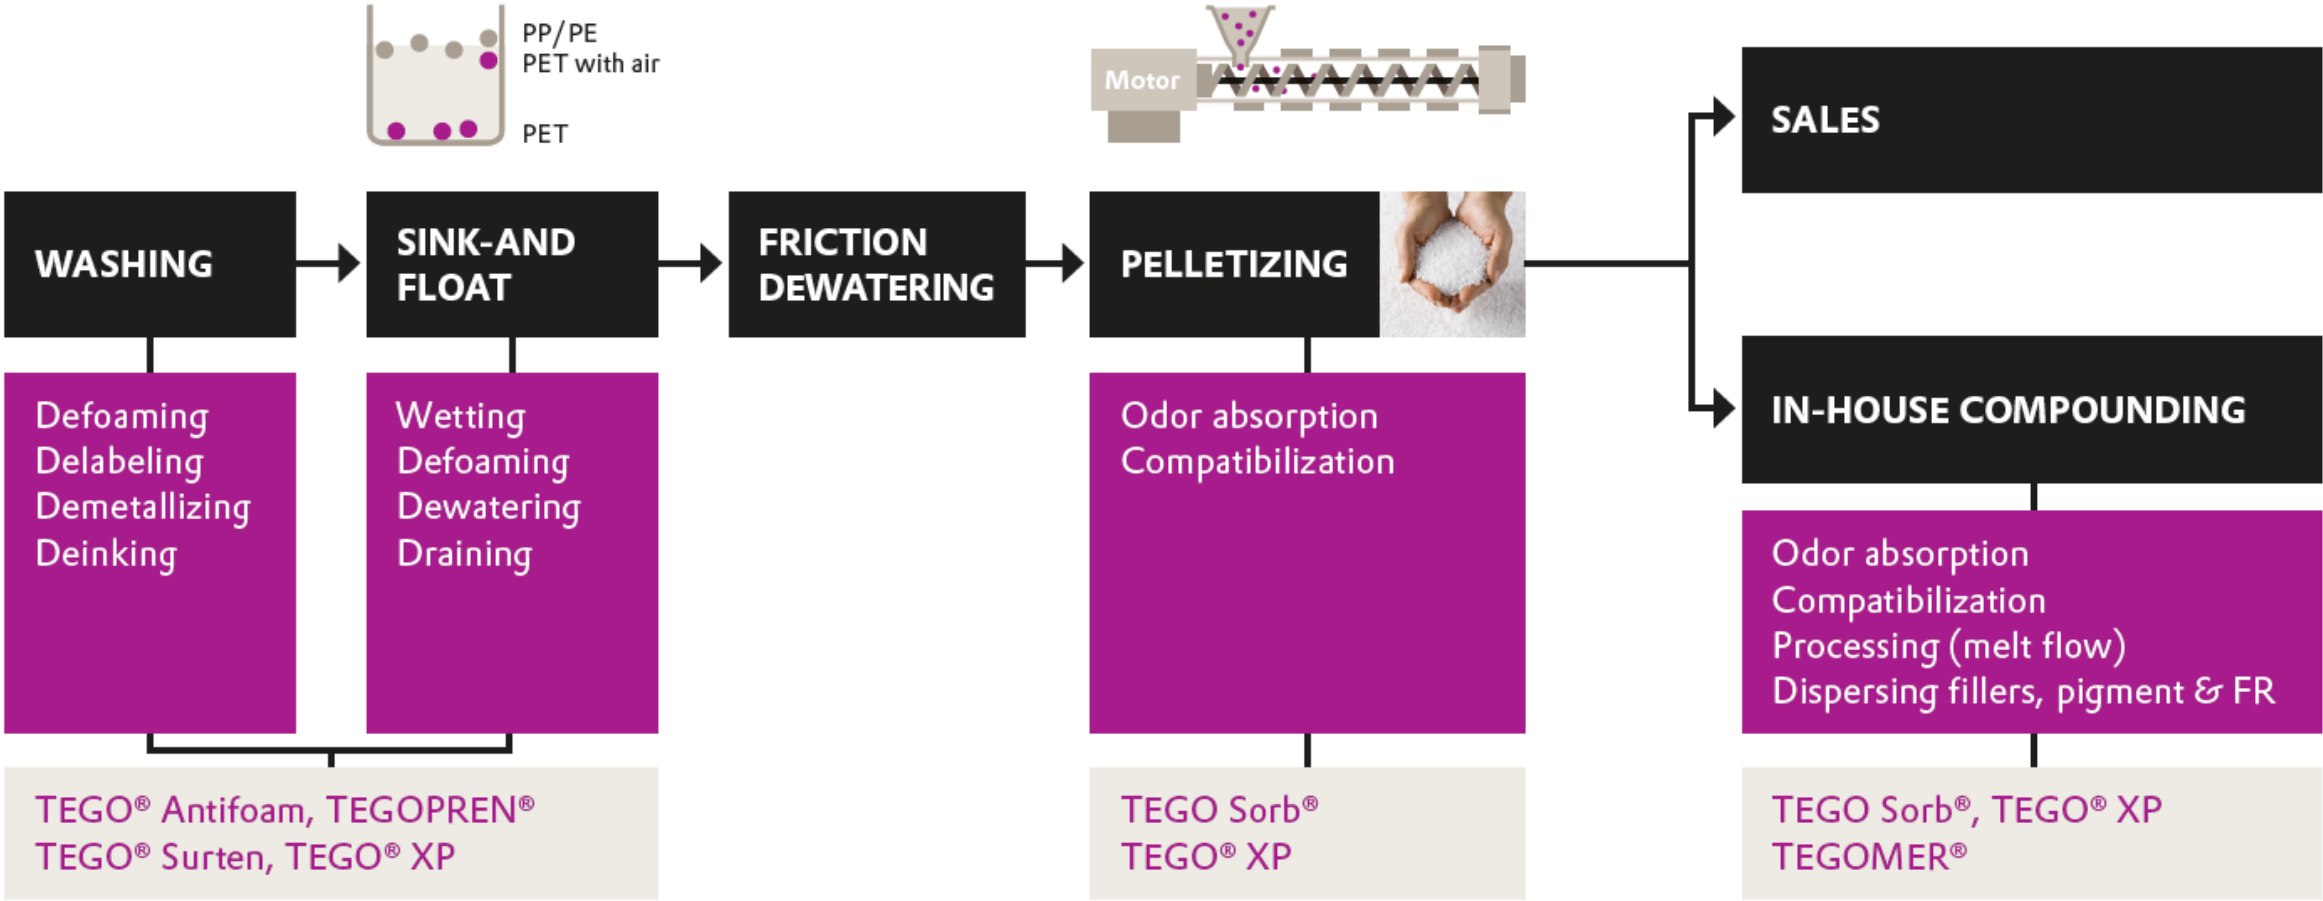 PP/PE
PET with air
PET
Motor
WASHING
SINK-AND
FLOAT
FRICTION
DEWATERING
PELLETIZING
SALES
IN-HOUSE COMPOUNDING
Defoaming
Delabeling
Demetallizing
Deinking
Wetting
Defoaming
Dewatering
Draining
Odor absorption
Compatibilization
Odor absorption
Compatibilization
Processing (melt flow)
Dispersing fillers, pigment & FR
TEGO® Antifoam, TEGOPREN®
TEGO® Surten, TEGO® XP
TEGO Sorb®
TEGO® XP
TEGO Sorb®, TEGO® XP
TEGOMER®